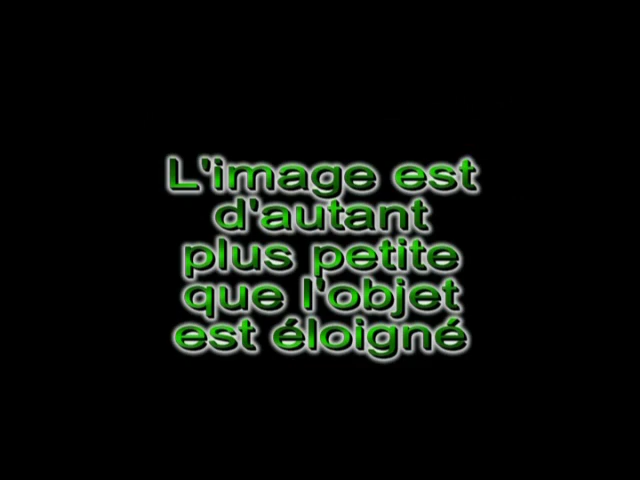 L'image est
d'autant
plus petite
que l'objet
est éloigné